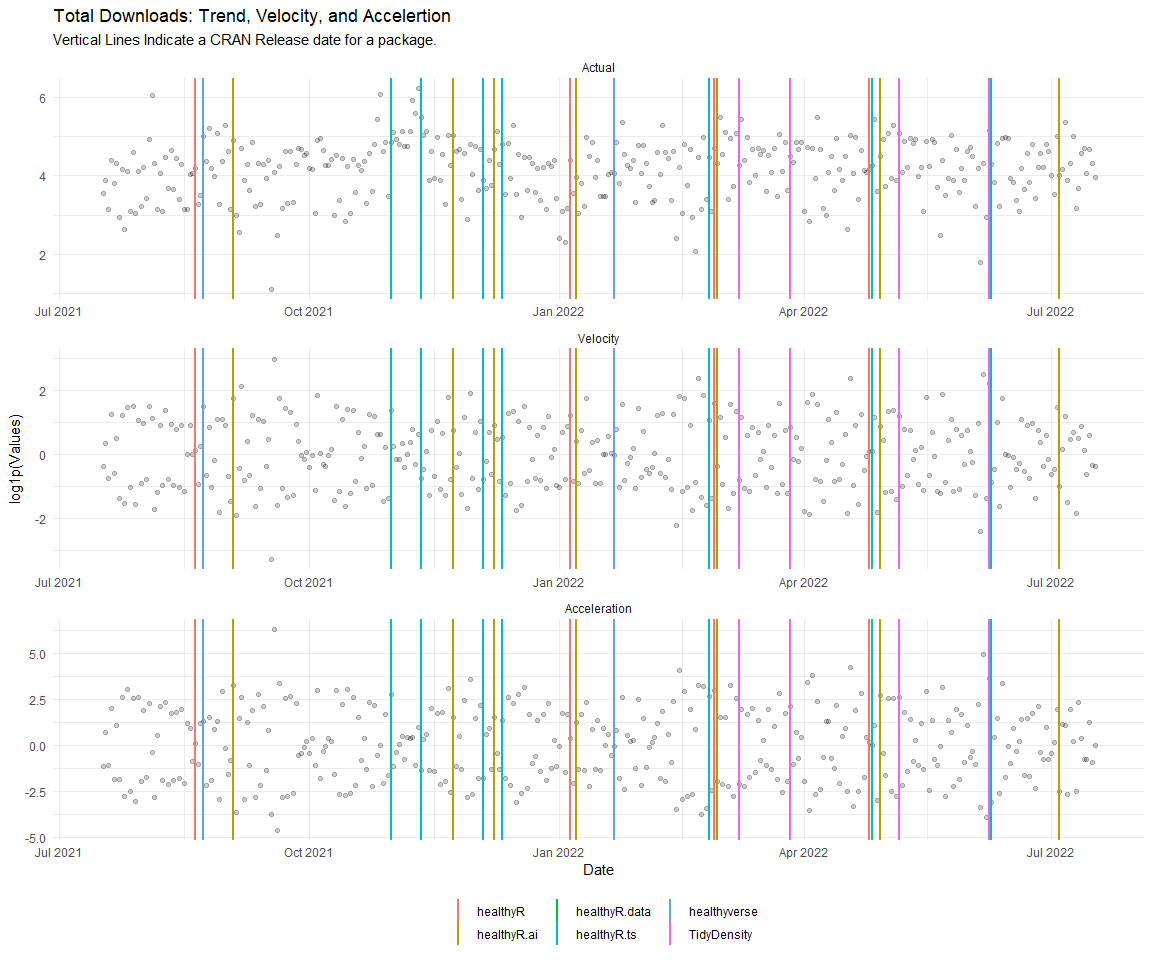 Total Downloads: Trend, Velocity, and Accelertion
Vertical Lines Indicate a CRAN Release date for a package.
Actual
6
4
2
Jul 2021 Oct 2021 Jan 2022 Apr 2022 Jul 2022
Velocity
log1p(Values)
2
0
-2
Jul 2021 Oct 2021 Jan 2022 Apr 2022 Jul 2022
Acceleration
5.0
2.5
0.0
-2.5
-5.0
Jul 2021 Oct 2021 Jan 2022 Apr 2022 Jul 2022
Date
healthyR healthyR.data healthyverse
healthyR.ai healthyR.ts TidyDensity